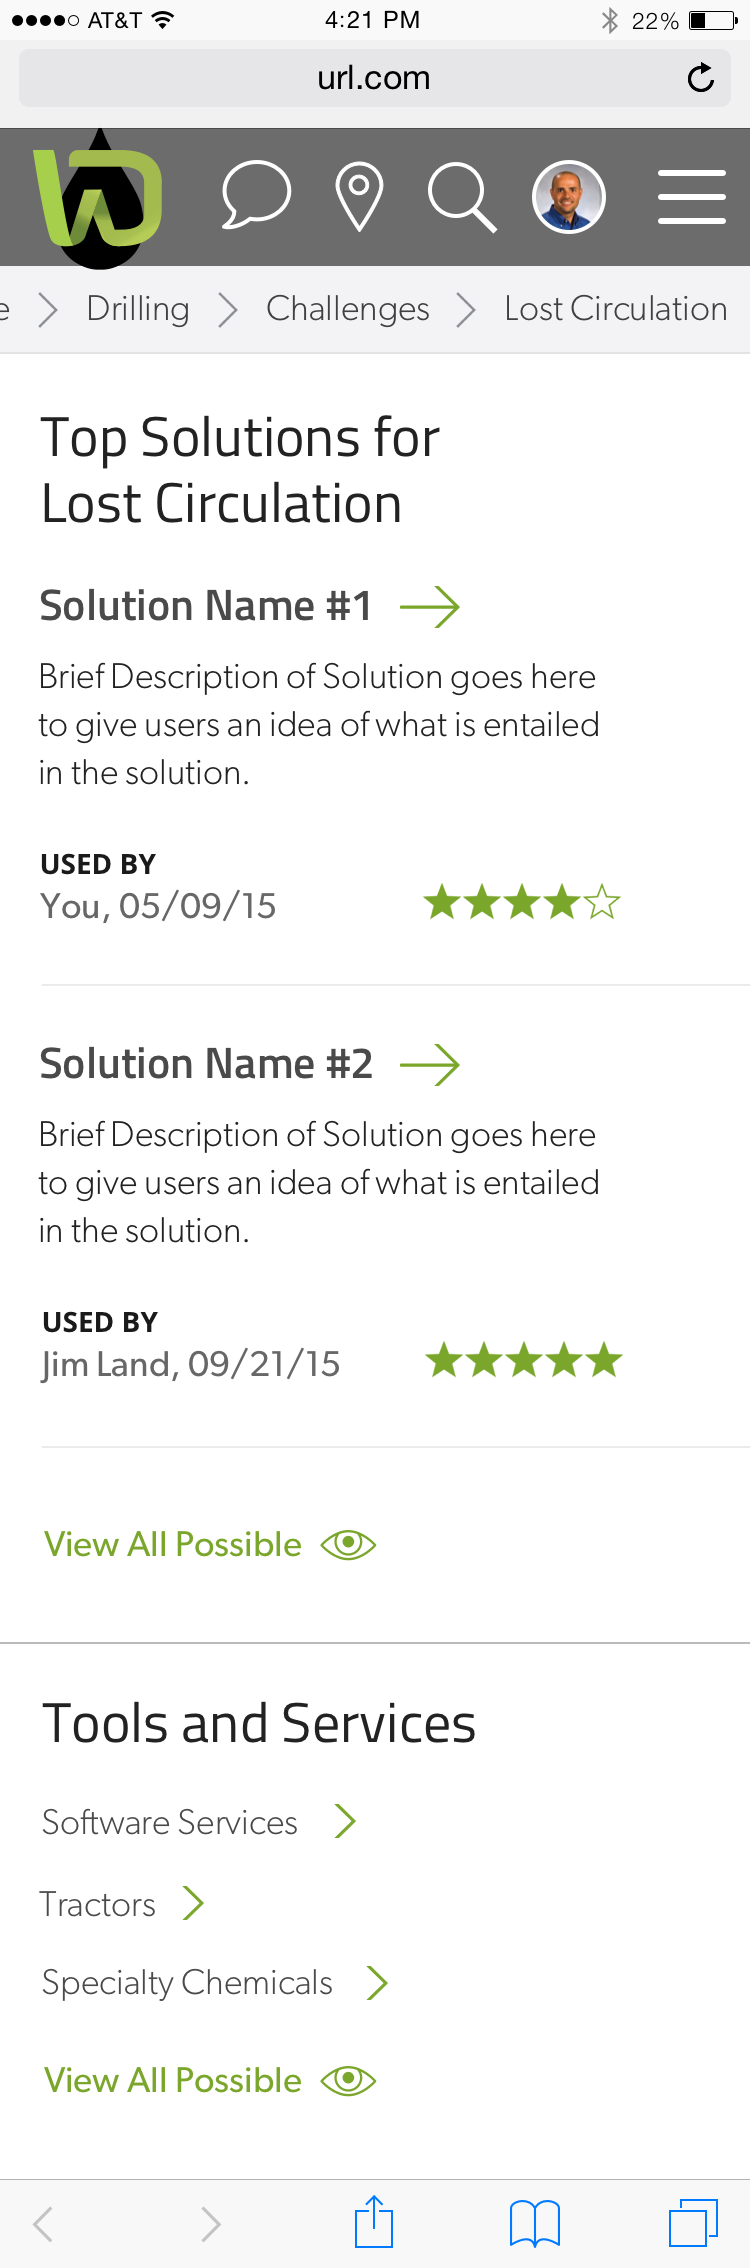 AT&T 4:21 PM 22%
url.com
e Drilling Challenges Lost Circulation
Top Solutions for
Lost Circulation
Solution Name #1
Brief Description of Solution goes here
to give users an idea of what is entailed
in the solution.
USED BY
You, 05/09/15
Solution Name #2
Brief Description of Solution goes here
to give users an idea of what is entailed
in the solution.
USED BY
Jim Land, 09/21/15
View All Possible
Tools and Services
Software Services
Tractors
Specialty Chemicals
View All Possible